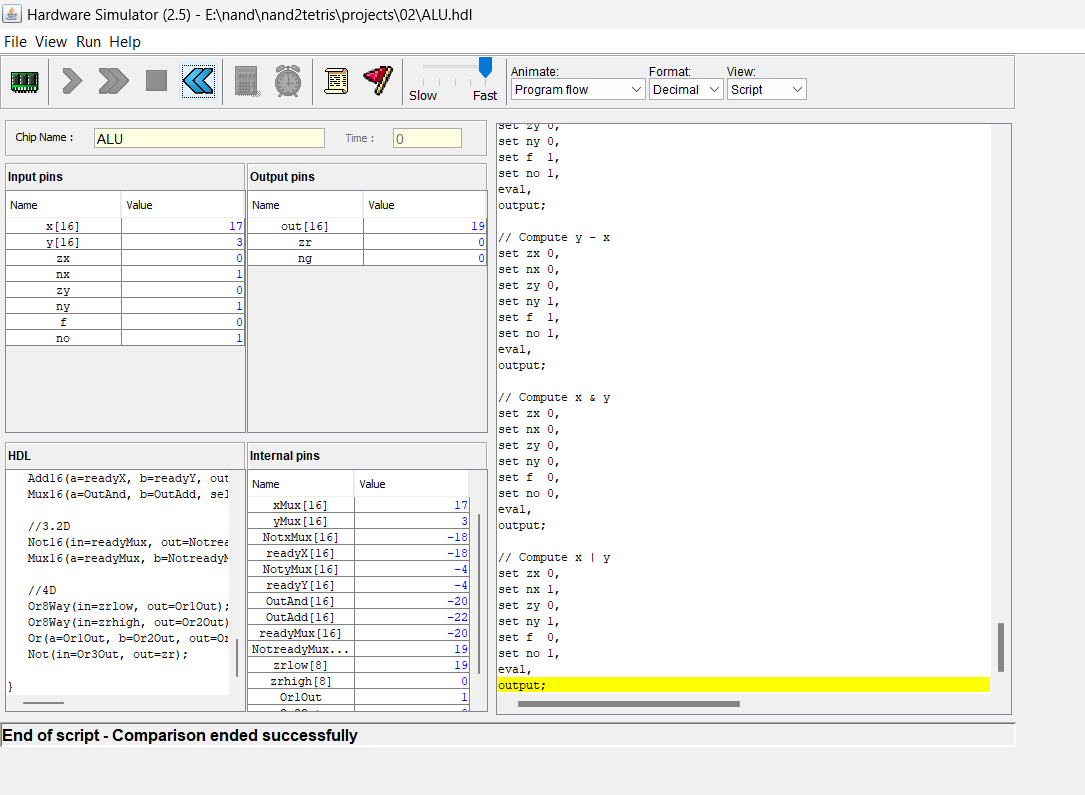 Hardware Simulator (2.5) - E:\nand\nand2tetris\projects\02\ALU.hdl
File View Run Help
Slow Fast
Animate: Format: View:
Program flow Decimal Script
Chip Name : ALU Time : 0
Input pins
Name Value
x[16] 17
y[16] 3
zx 0
nx 1
zy 0
ny 1
f 0
no 1
Output pins
Name Value
out[16] 19
zr 0
ng 0
HDL
Add16(a=readyX, b=readyY, out
Mux16(a=OutAnd, b=OutAdd, sel
//3.2D
Not16(in=readyMux, out=Notrea
Mux16(a=readyMux, b=NotreadyM
//4D
Or8Way(in=zrlow, out=Or1Out);
Or8Way(in=zrhigh, out=Or2Out)
Or(a=Or1Out, b=Or2Out, out=Or
Not(in=Or3Out, out=zr);
}
Internal pins
Name Value
xMux[16] 17
yMux[16] 3
NotxMux[16] -18
readyX[16] -18
NotyMux[16] -4
readyY[16] -4
OutAnd[16] -20
OutAdd[16] -22
readyMux[16] -20
NotreadyMux... 19
zrlow[8] 19
zrhigh[8] 0
Or1Out 1
set zy 0,
set ny 0,
set f  1,
set no 1,
eval,
output;
// Compute y - x
set zx 0,
set nx 0,
set zy 0,
set ny 1,
set f  1,
set no 1,
eval,
output;
// Compute x & y
set zx 0,
set nx 0,
set zy 0,
set ny 0,
set f  0,
set no 0,
eval,
output;
// Compute x | y
set zx 0,
set nx 1,
set zy 0,
set ny 1,
set f  0,
set no 1,
eval,
output;
End of script - Comparison ended successfully